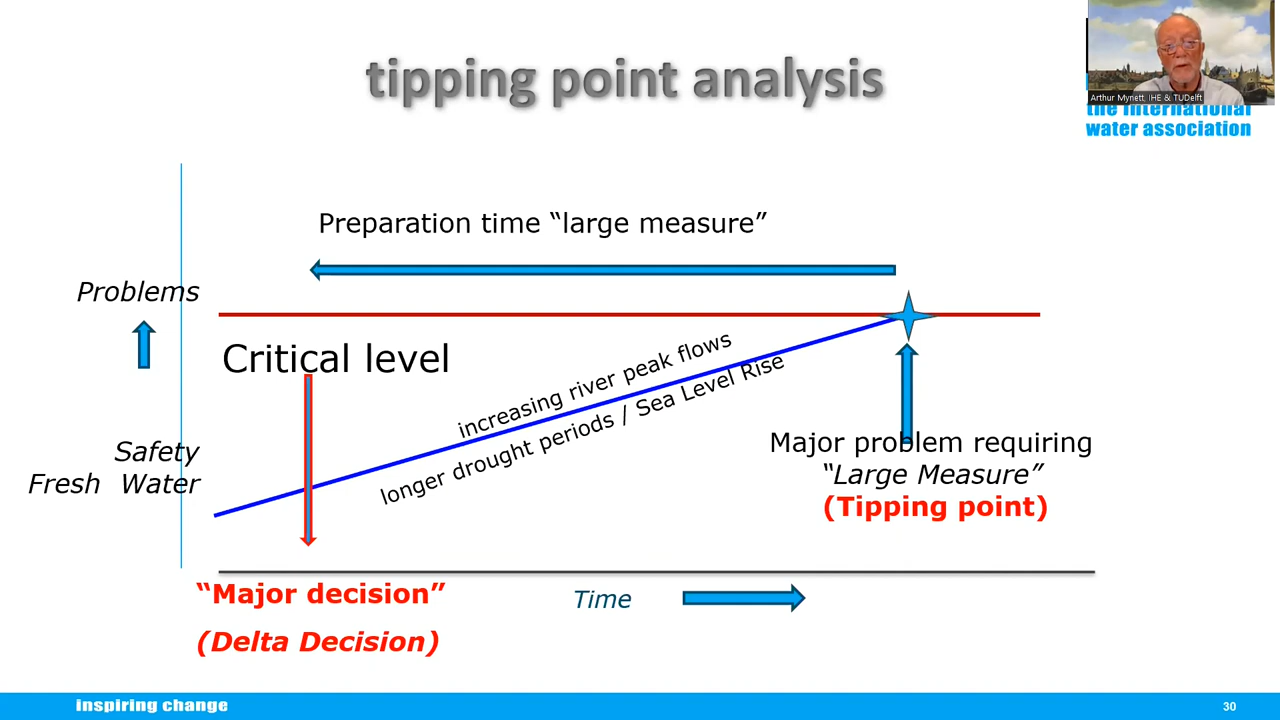 tipping point analysis
Arthur Mynett, IHE & TUDelft
the international
water association
Preparation time “large measure”
Problems
Critical level
increasing river peak flows
longer drought periods / Sea Level Rise
Safety
Fresh Water
Major problem requiring
“Large Measure”
(Tipping point)
“Major decision”
(Delta Decision)
Time
inspiring change
30